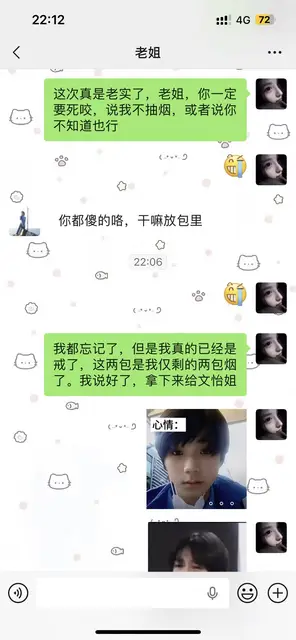 22:12
4G 72
老姐
这次真是老实了，老姐，你一定
要死咬，说我不抽烟，或者说你
不知道也行
你都傻的咯，干嘛放包里
22:06
我都忘记了，但是我真的已经是
戒了，这两包是我仅剩的两包烟
了。我说好了，拿下来给文怡姐
心情：